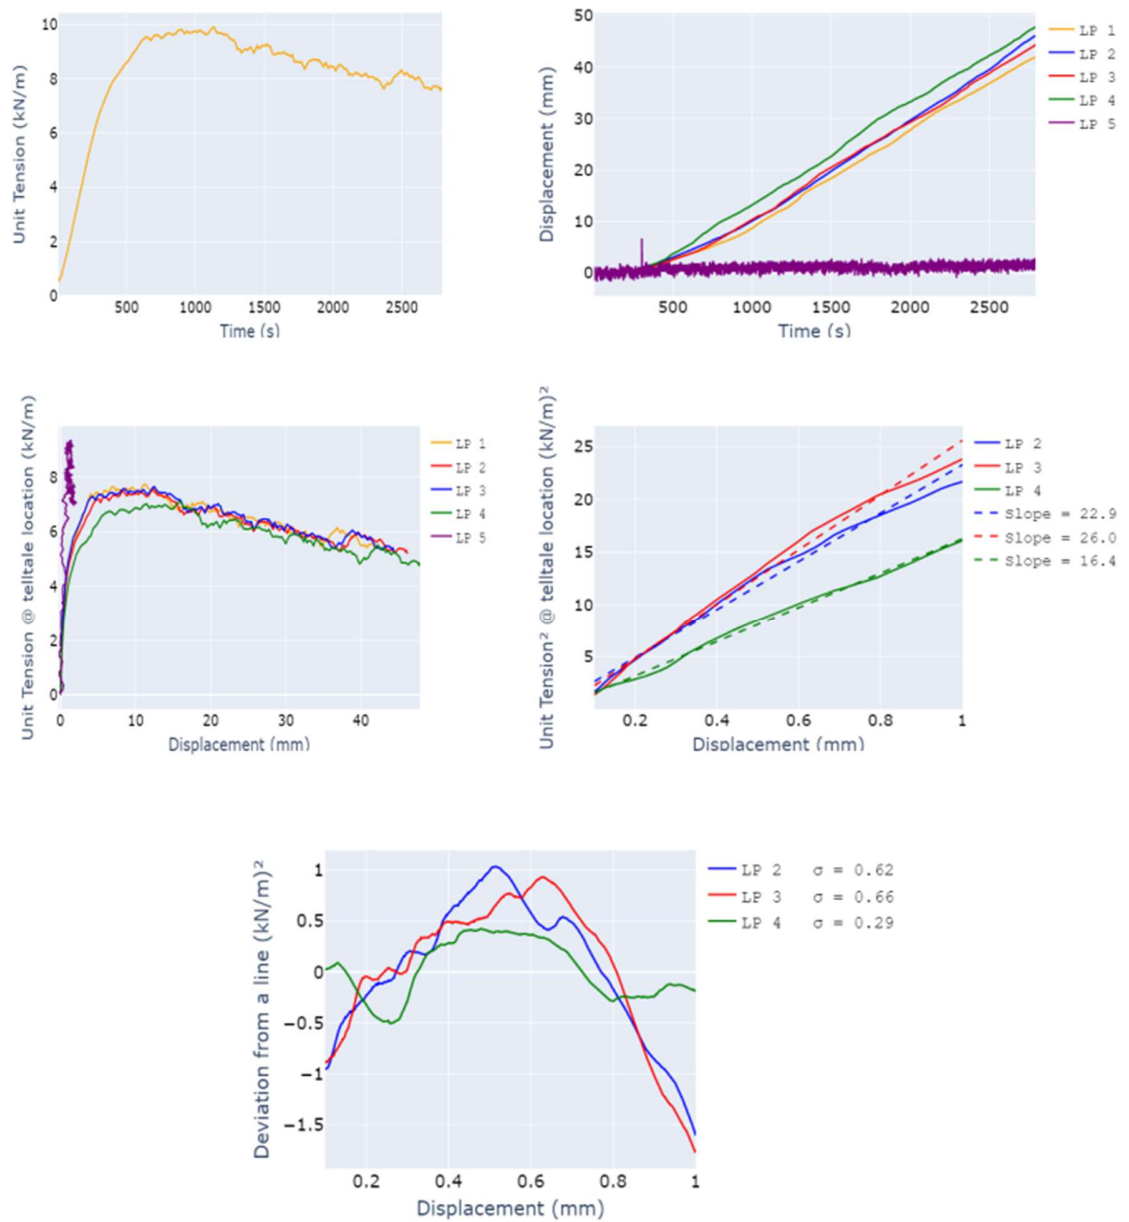 Unit Tension (kN/m)
10
8
6
4
2
0
500
1000
1500
2000
2500
Time (s)
Displacement (mm)
50
40
30
20
10
0
500
1000
1500
2000
2500
Time (s)
LP 1
LP 2
LP 3
LP 4
LP 5
Unit Tension @ telltale location (kN/m)
8
6
4
2
0
0
10
20
30
40
Displacement (mm)
LP 1
LP 2
LP 3
LP 4
LP 5
Unit Tension² @ telltale location (kN/m)²
25
20
15
10
5
0.2
0.4
0.6
0.8
1
Displacement (mm)
LP 2
LP 3
LP 4
Slope = 22.9
Slope = 26.0
Slope = 16.4
Deviation from a line (kN/m)²
1
0.5
0
−0.5
−1
−1.5
0.2
0.4
0.6
0.8
1
Displacement (mm)
LP 2 σ = 0.62
LP 3 σ = 0.66
LP 4 σ = 0.29